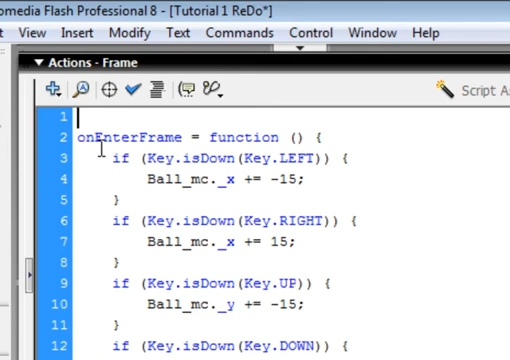 omedia Flash Professional 8 - [Tutorial 1 ReDo*]
View Insert Modify Text Commands Control Window Help
Actions - Frame
Script As
1
2 onEnterFrame = function () {
3 if (Key.isDown(Key.LEFT)) {
4 Ball_mc._x += -15;
5 }
6 if (Key.isDown(Key.RIGHT)) {
7 Ball_mc._x += 15;
8 }
9 if (Key.isDown(Key.UP)) {
10 Ball_mc._y += -15;
11 }
12 if (Key.isDown(Key.DOWN)) {